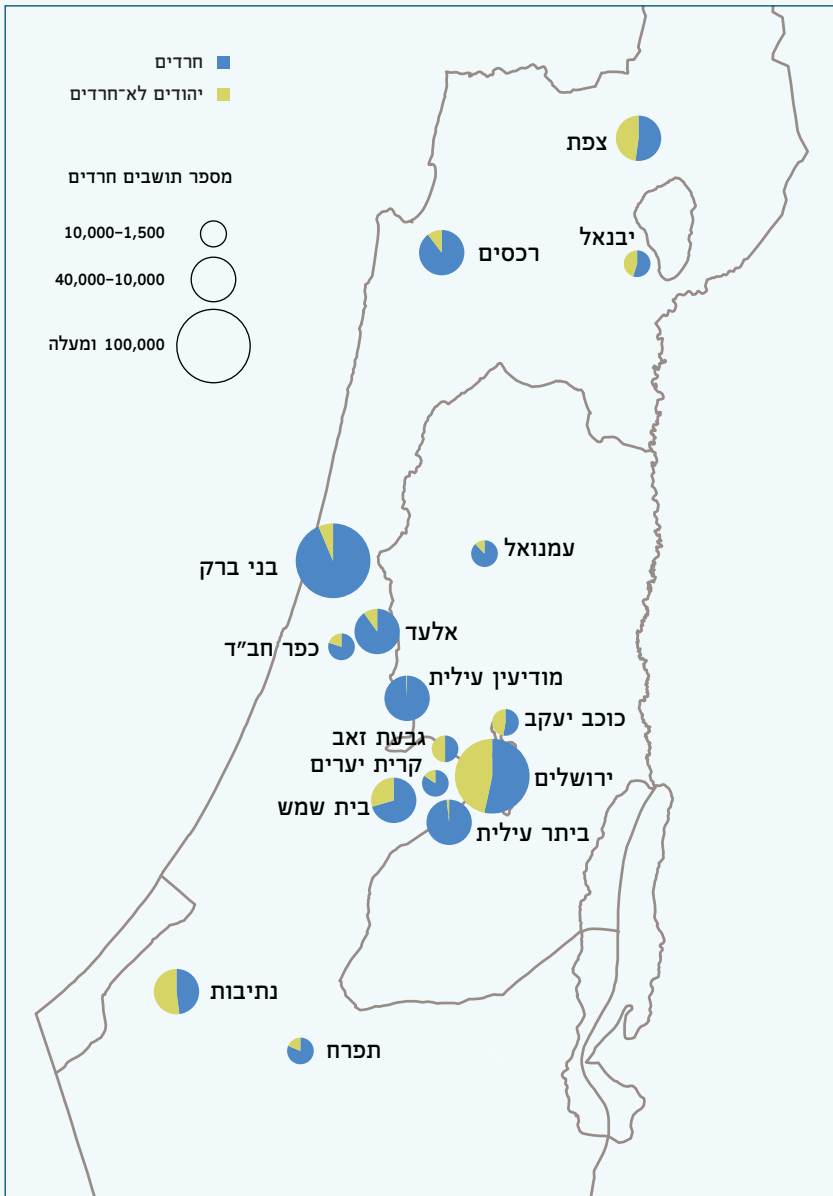 חרדים
יהודים לא־חרדים
מספר תושבים חרדים
10,000–1,500
40,000–10,000
100,000 ומעלה
צפת
יבנאל
רכסים
עמנואל
בני ברק
אלעד
כפר חב"ד
מודיעין עילית
כוכב יעקב
גבעת זאב
קרית יערים
ירושלים
בית שמש
ביתר עילית
נתיבות
תפרח